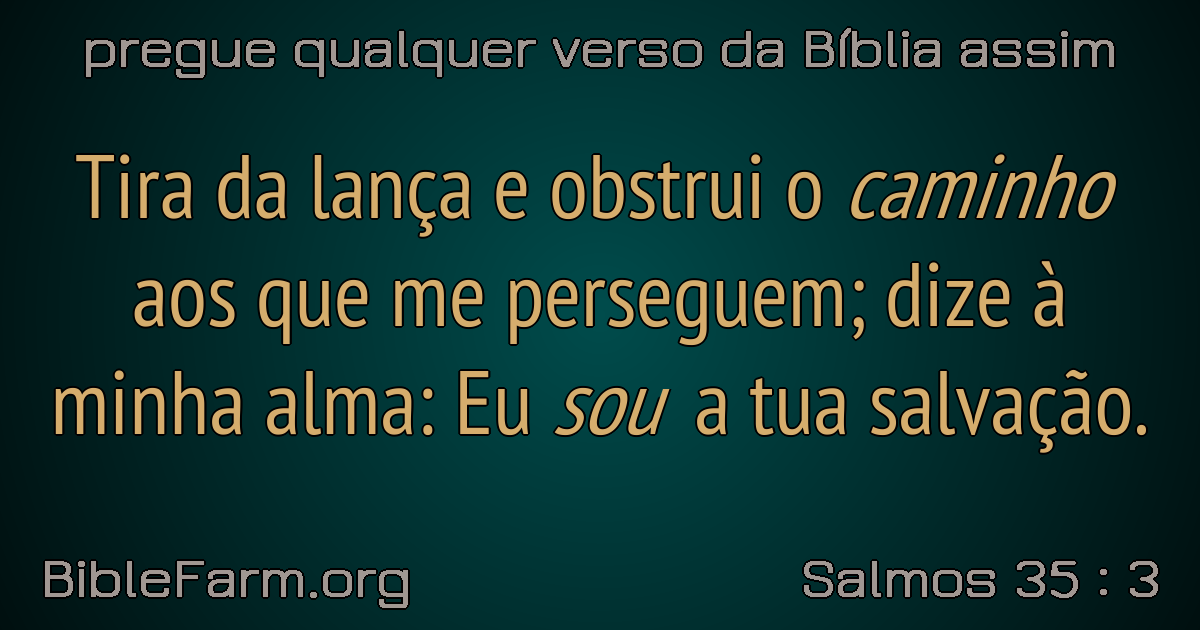 pregue qualquer verso da Bíblia assim
Tira da lança e obstrui o caminho
aos que me perseguem; dize à
minha alma: Eu sou a tua salvação.
BibleFarm.org
Salmos 35 : 3